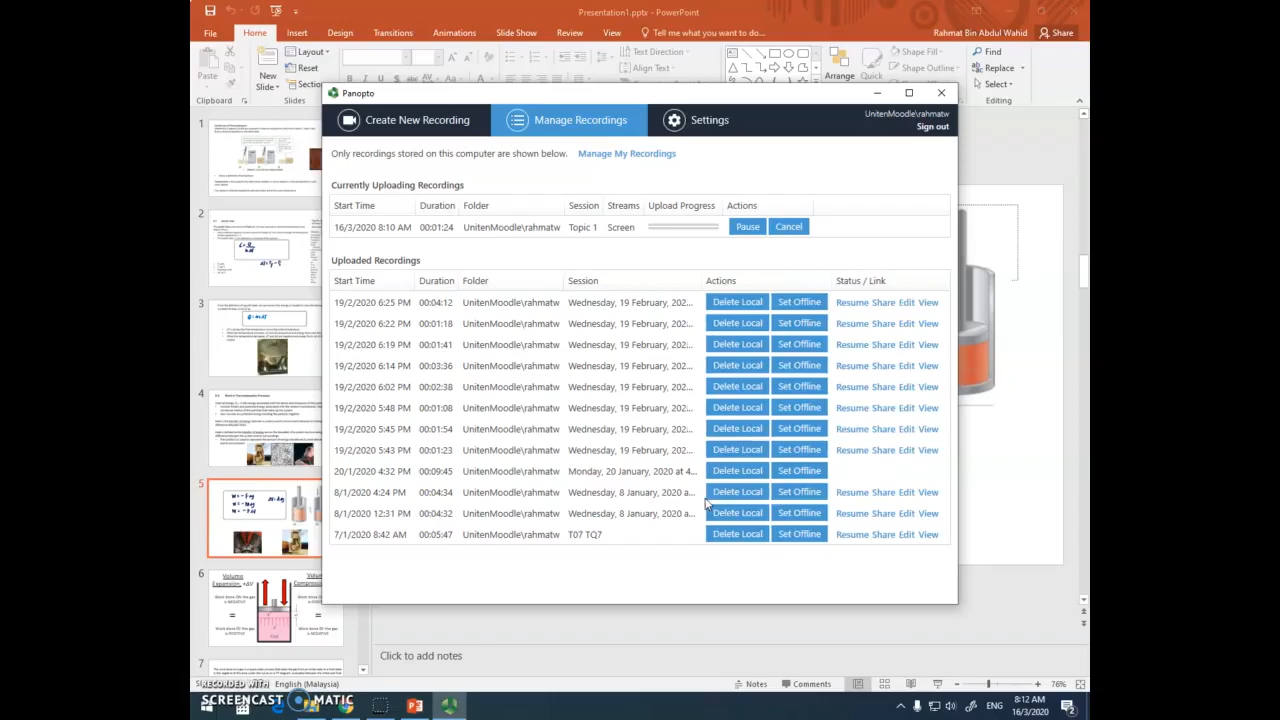 Presentation1.pptx - PowerPoint
File Home Insert Design Transitions Animations Slide Show Review View Tell me what you want to do... Rahmat Bin Abdul Wahid Share
Paste New Slide Layout Reset Section Text Direction Align Text Arrange Quick Shape Fill Shape Outline Find Replace Select
Clipboard Slides Editing
Panopto
Create New Recording Manage Recordings Settings UnitenMoodle\rahmatw
Sign out
Only recordings stored on this computer are shown below. Manage My Recordings
Currently Uploading Recordings
Start Time Duration Folder Session Streams Upload Progress Actions
16/3/2020 8:10 AM 00:01:24 UnitenMoodle\rahmatw Topic 1 Screen Pause Cancel
Uploaded Recordings
Start Time Duration Folder Session Actions Status / Link
19/2/2020 6:25 PM 00:04:12 UnitenMoodle\rahmatw Wednesday, 19 February, 202... Delete Local Set Offline Resume Share Edit View
19/2/2020 6:22 PM 00:01:18 UnitenMoodle\rahmatw Wednesday, 19 February, 202... Delete Local Set Offline Resume Share Edit View
19/2/2020 6:19 PM 00:01:41 UnitenMoodle\rahmatw Wednesday, 19 February, 202... Delete Local Set Offline Resume Share Edit View
19/2/2020 6:14 PM 00:03:36 UnitenMoodle\rahmatw Wednesday, 19 February, 202... Delete Local Set Offline Resume Share Edit View
19/2/2020 6:02 PM 00:02:38 UnitenMoodle\rahmatw Wednesday, 19 February, 202... Delete Local Set Offline Resume Share Edit View
19/2/2020 5:48 PM 00:01:08 UnitenMoodle\rahmatw Wednesday, 19 February, 202... Delete Local Set Offline Resume Share Edit View
19/2/2020 5:45 PM 00:01:54 UnitenMoodle\rahmatw Wednesday, 19 February, 202... Delete Local Set Offline Resume Share Edit View
19/2/2020 5:43 PM 00:01:23 UnitenMoodle\rahmatw Wednesday, 19 February, 202... Delete Local Set Offline Resume Share Edit View
20/1/2020 4:32 PM 00:09:45 UnitenMoodle\rahmatw Monday, 20 January, 2020 at 4... Delete Local Set Offline
8/1/2020 4:24 PM 00:04:34 UnitenMoodle\rahmatw Wednesday, 8 January, 2020 a... Delete Local Set Offline Resume Share Edit View
8/1/2020 12:31 PM 00:04:32 UnitenMoodle\rahmatw Wednesday, 8 January, 2020 a... Delete Local Set Offline Resume Share Edit View
7/1/2020 8:42 AM 00:05:47 UnitenMoodle\rahmatw T07 TQ7 Delete Local Set Offline Resume Share Edit View
1
2
3
4
5
6
Volume
Expansion, +ΔV
=
7
Click to add notes
English (Malaysia) Notes Comments 76%
RECORDED WITH
SCREENCAST MATIC
ENG 8:12 AM
16/3/2020 2